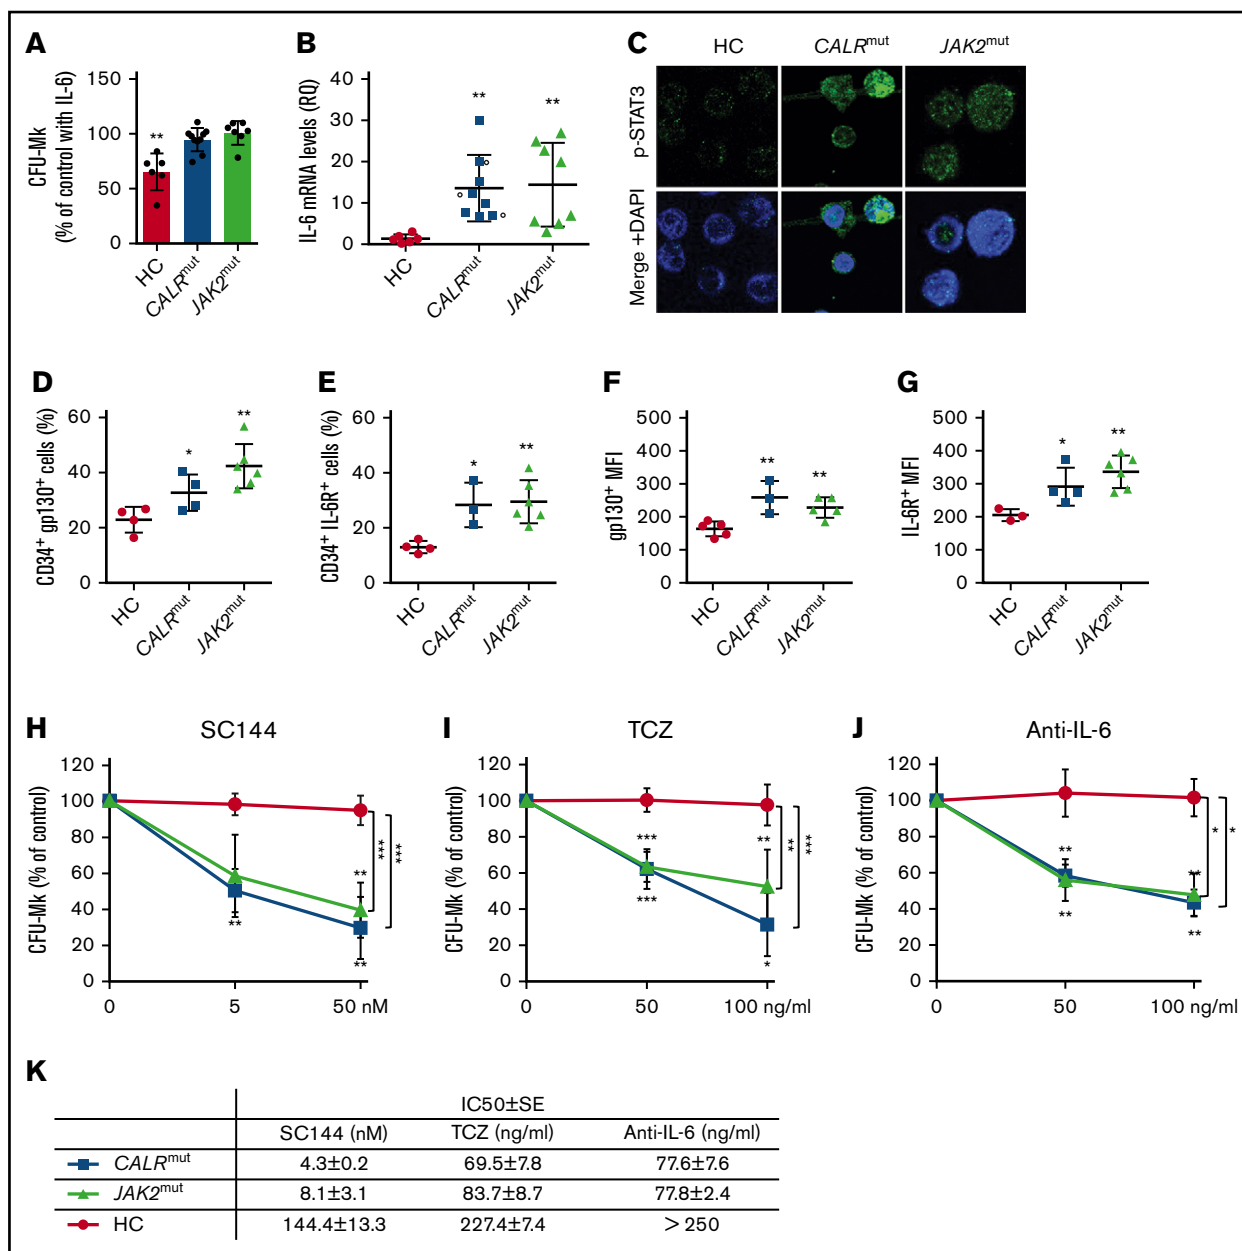 A
CFU-Mk
(% of control with IL-6)
150
100
50
0
**
HC
CALRmut
JAK2mut
B
IL-6 mRNA levels (RQ)
40
30
20
10
0
**
**
HC
CALRmut
JAK2mut
C
HC
CALRmut
JAK2mut
p-STAT3
Merge +DAPI
D
CD34+ gp130+ cells (%)
60
40
20
0
*
**
HC
CALRmut
JAK2mut
E
CD34+ IL-6R+ cells (%)
60
40
20
0
*
**
HC
CALRmut
JAK2mut
F
gp130+ MFI
500
400
300
200
100
0
**
**
HC
CALRmut
JAK2mut
G
IL-6R+ MFI
500
400
300
200
100
0
*
**
HC
CALRmut
JAK2mut
H
SC144
CFU-Mk (% of control)
120
100
80
60
40
20
0
**
**
**
***
***
0
5
50 nM
I
TCZ
CFU-Mk (% of control)
120
100
80
60
40
20
0
***
***
**
*
**
***
0
50
100 ng/ml
J
Anti-IL-6
CFU-Mk (% of control)
120
100
80
60
40
20
0
**
**
**
**
*
*
0
50
100 ng/ml
K
IC50±SE
SC144 (nM) TCZ (ng/ml) Anti-IL-6 (ng/ml)
CALRmut 4.3±0.2 69.5±7.8 77.6±7.6
JAK2mut 8.1±3.1 83.7±8.7 77.8±2.4
HC 144.4±13.3 227.4±7.4 > 250